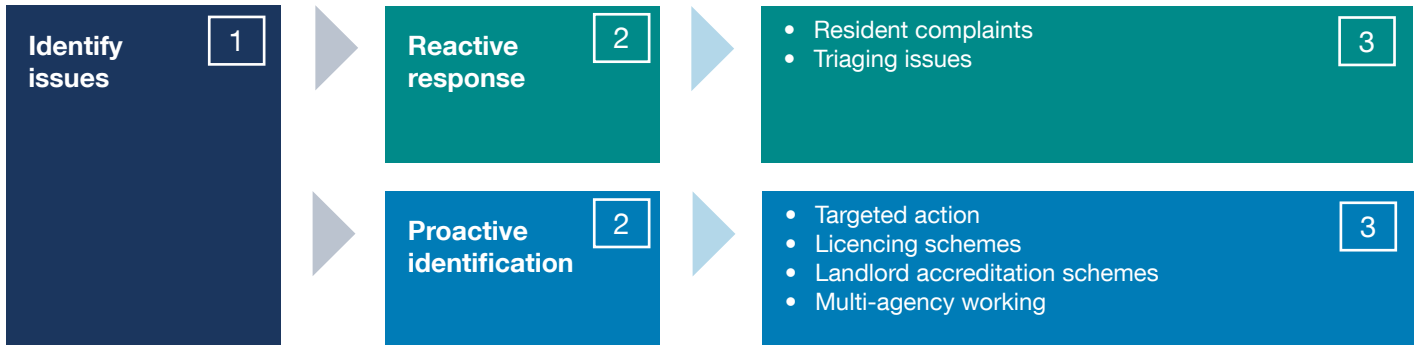 Identify
issues
1
Reactive
response
2
• Resident complaints
• Triaging issues
3
Proactive
identification
2
• Targeted action
• Licencing schemes
• Landlord accreditation schemes
• Multi-agency working
3